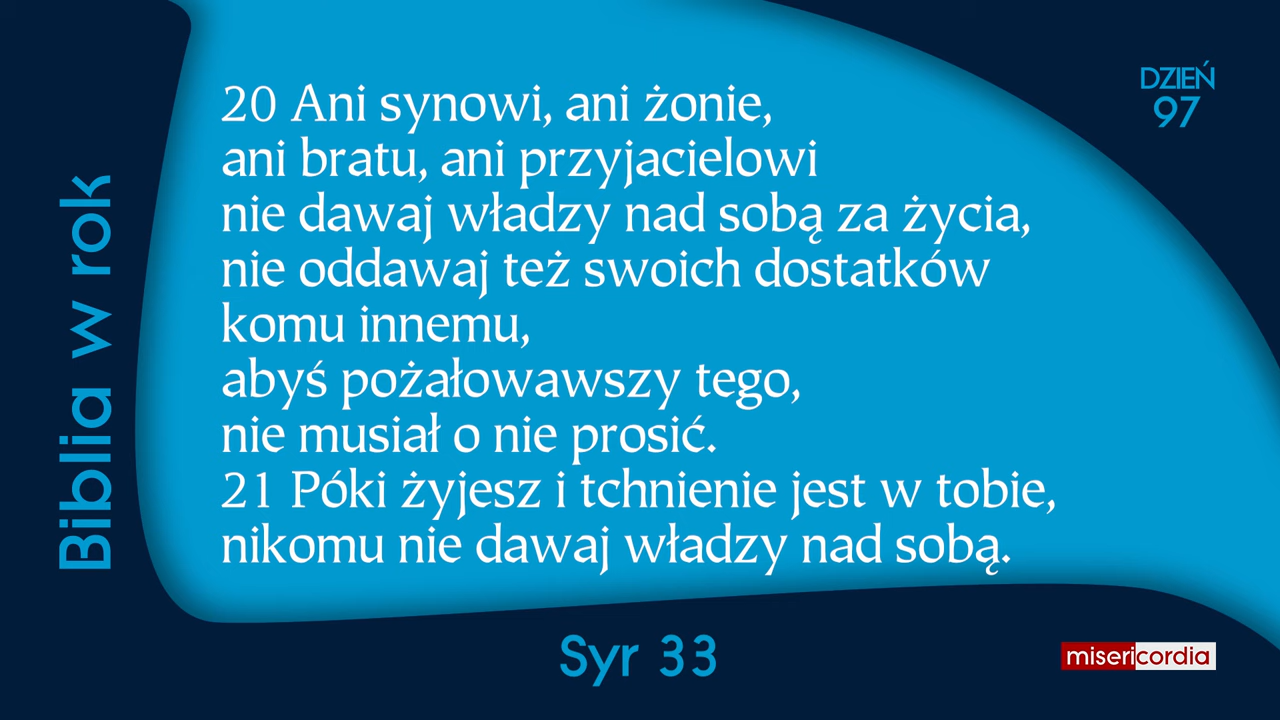 DZIEŃ
97
20 Ani synowi, ani żonie,
ani bratu, ani przyjacielowi
nie dawaj władzy nad sobą za życia,
nie oddawaj też swoich dostatków
komu innemu,
abyś pożałowawszy tego,
nie musiał o nie prosić.
21 Póki żyjesz i tchnienie jest w tobie,
nikomu nie dawaj władzy nad sobą.
Biblia w rok
Syr 33
misericordia